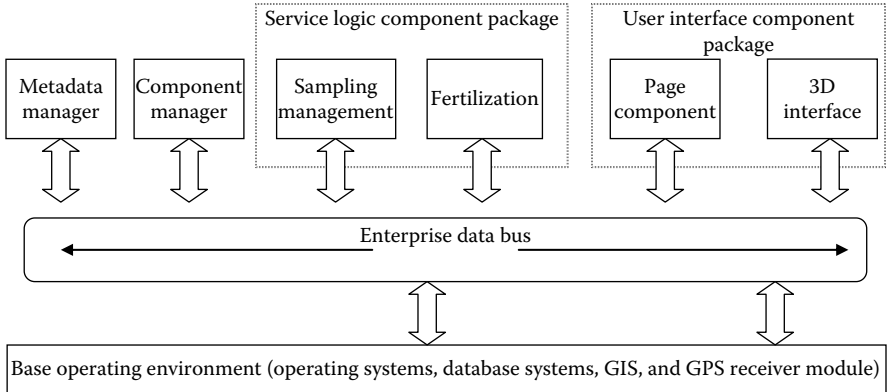 Service logic component package
User interface component
package
Metadata
manager
Component
manager
Sampling
management
Fertilization
Page
component
3D
interface
Enterprise data bus
Base operating environment (operating systems, database systems, GIS, and GPS receiver module)